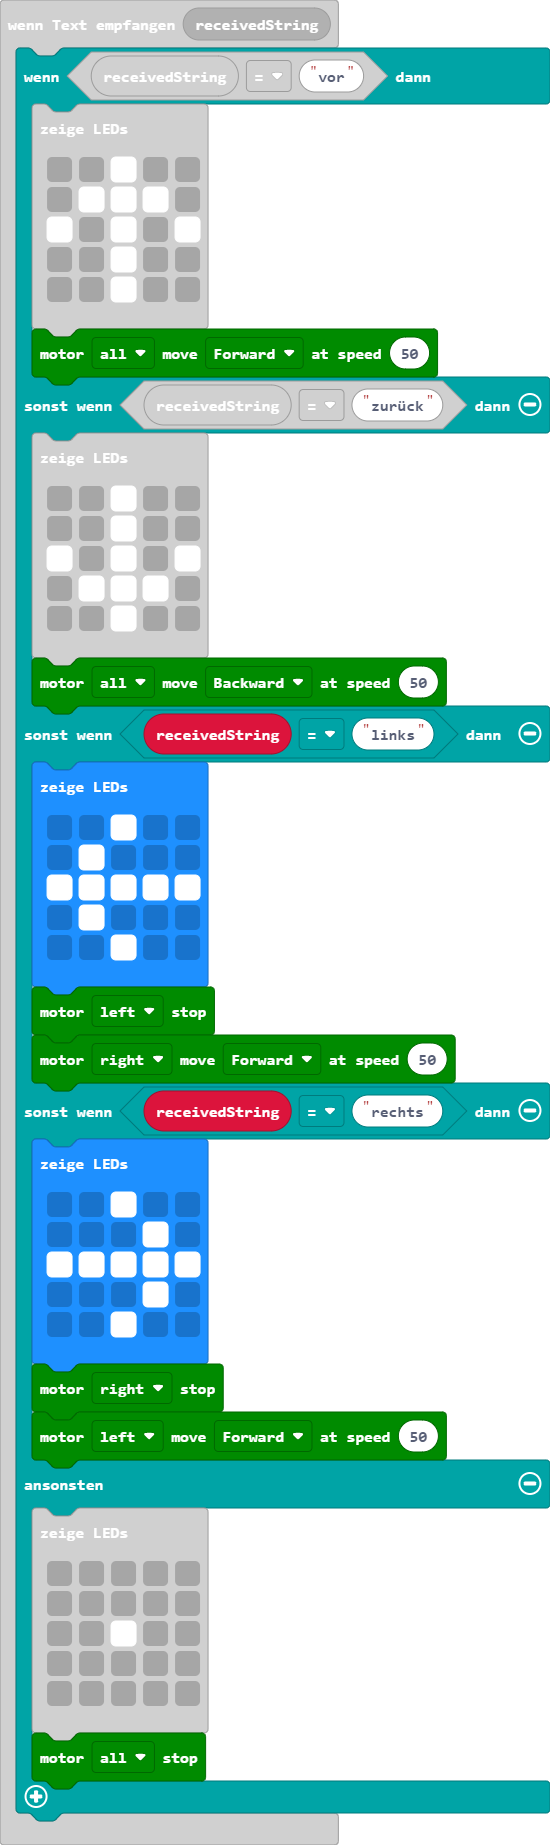 wenn Text empfangen receivedString
wenn receivedString = "vor" dann
zeige LEDs
motor all move Forward at speed 50
sonst wenn receivedString = "zurück" dann
zeige LEDs
motor all move Backward at speed 50
sonst wenn receivedString = "links" dann
zeige LEDs
motor left stop
motor right move Forward at speed 50
sonst wenn receivedString = "rechts" dann
zeige LEDs
motor right stop
motor left move Forward at speed 50
ansonsten
zeige LEDs
motor all stop